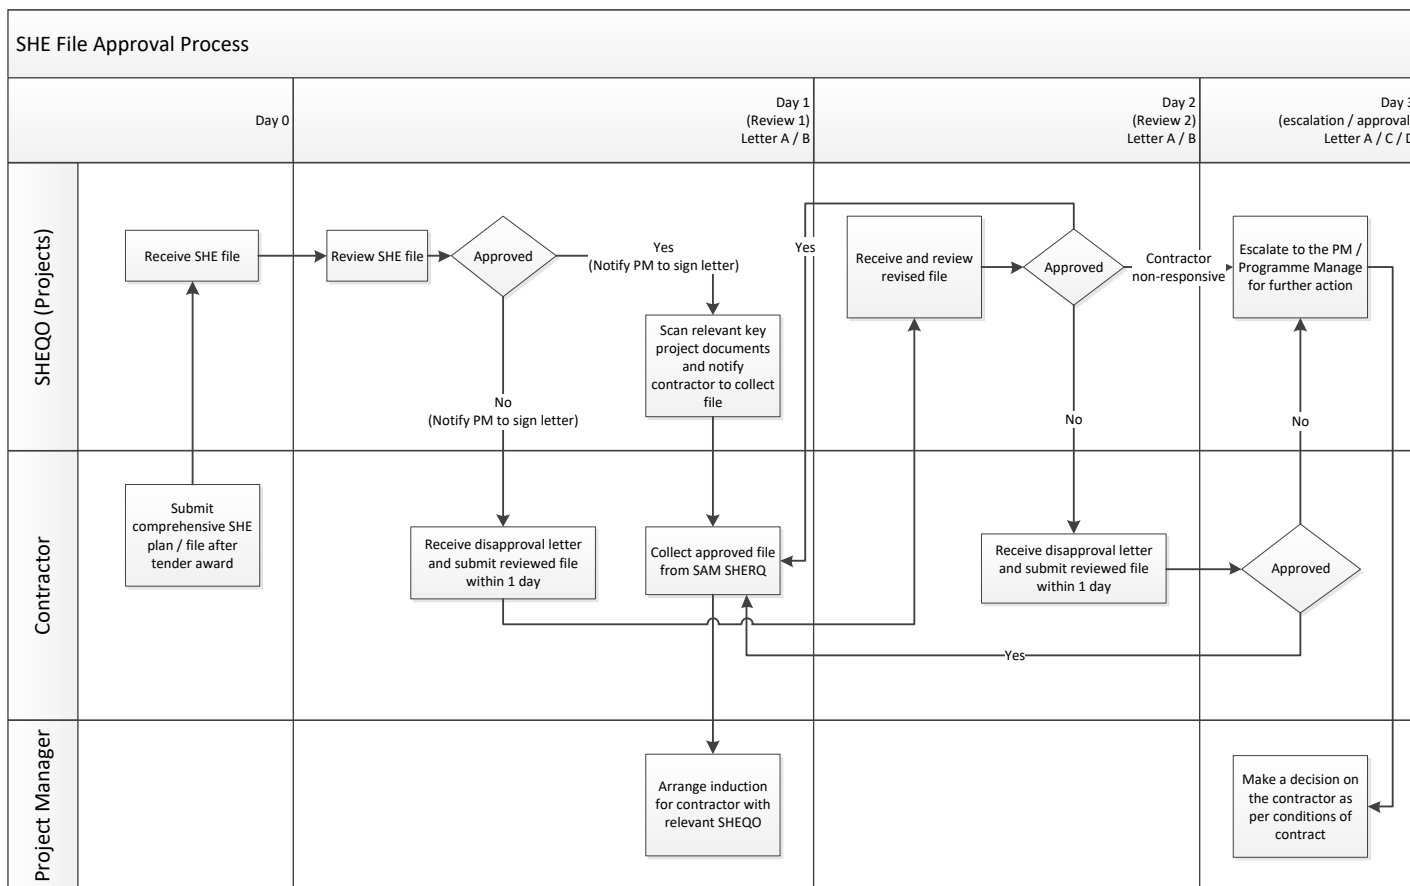 SHE File Approval Process
Day 0
Day 1
(Review 1)
Letter A / B
Day 2
(Review 2)
Letter A / B
Day 3
(escalation / approval
Letter A / C / D
SHEQO (Projects)
Receive SHE file
Review SHE file
Approved
Yes
(Notify PM to sign letter)
Yes
Receive and review
revised file
Approved
Contractor
non-responsive
Escalate to the PM /
Programme Manage
for further action
Scan relevant key
project documents
and notify
contractor to collect
file
No
(Notify PM to sign letter)
No
No
Contractor
Submit
comprehensive SHE
plan / file after
tender award
Receive disapproval letter
and submit reviewed file
within 1 day
Collect approved file
from SAM SHERQ
Receive disapproval letter
and submit reviewed file
within 1 day
Approved
Yes
Project Manager
Arrange induction
for contractor with
relevant SHEQO
Make a decision on
the contractor as
per conditions of
contract